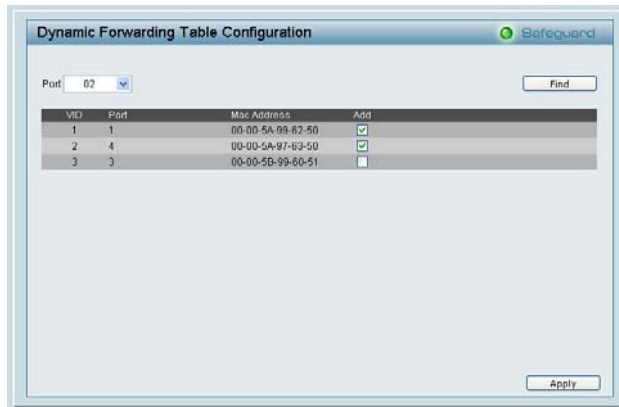 Dynamic Forwarding Table Configuration
Safeguard
Port 02
Find
VID Port Mac Address Add
1 1 00-00-5A-99-62-50
2 4 00-00-5A-97-63-50
3 3 00-00-5B-99-60-51
Apply